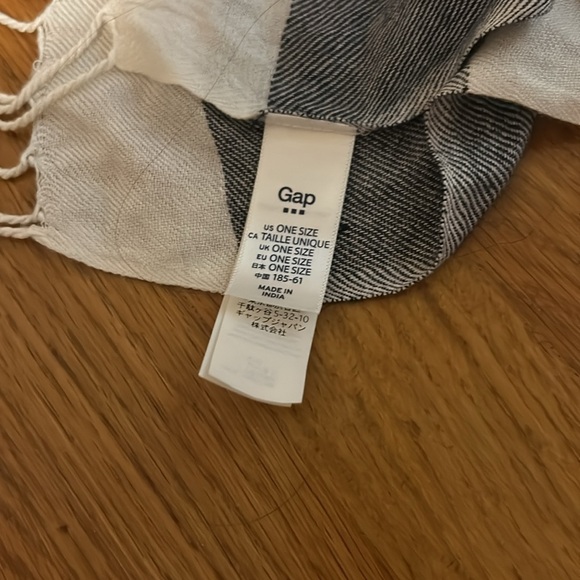 Gap
US ONE SIZE
CA TAILLE UNIQUE
UK ONE SIZE
EU ONE SIZE
日本 ONE SIZE
中国 185-61
MADE IN
INDIA
千駄ヶ谷5-32-10
ギャップジャパン
株式会社